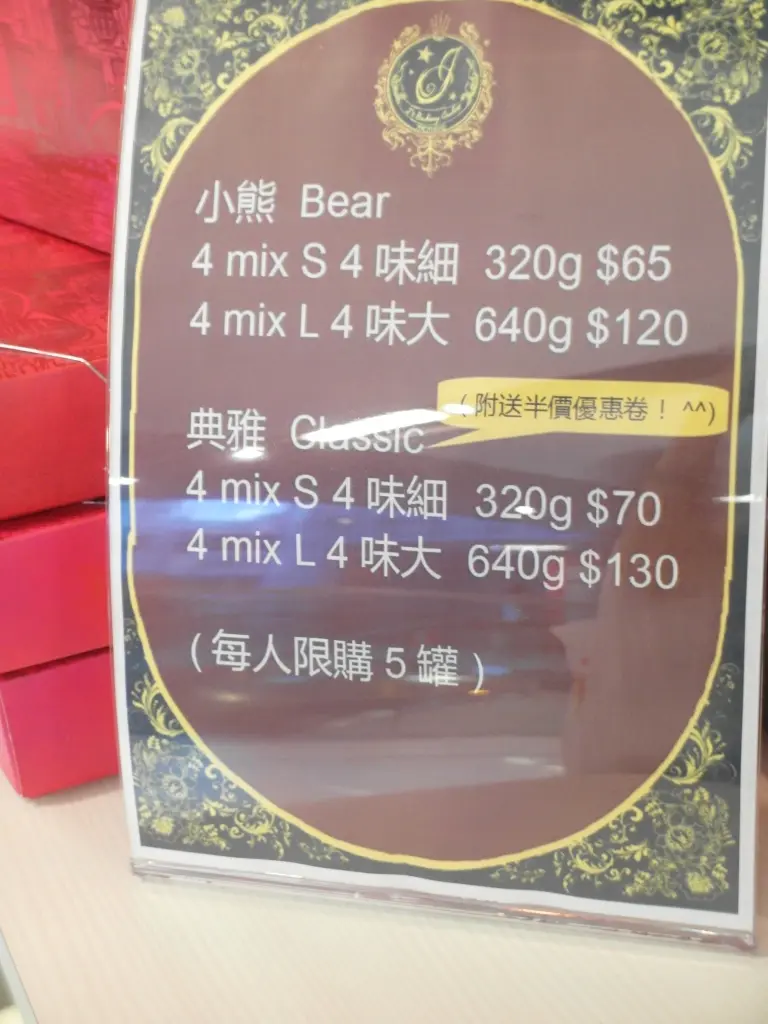 小熊 Bear
4 mix S 4 味細 320g $65
4 mix L 4 味大 640g $120
(附送半價優惠卷! ^^)
典雅 Classic
4 mix S 4 味細 320g $70
4 mix L 4 味大 640g $130
(每人限購 5 罐)